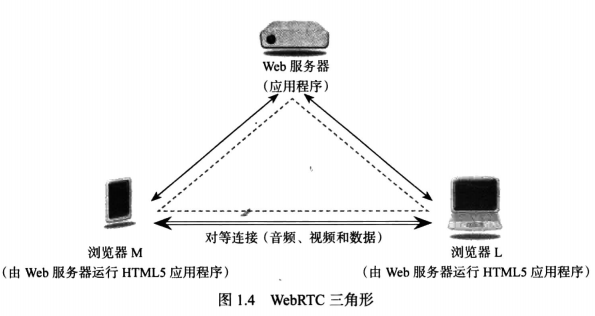 Web 服务器
（应用程序）
对等连接（音频、视频和数据）
浏览器 M
（由 Web 服务器运行 HTML5 应用程序）
浏览器 L
（由 Web 服务器运行 HTML5 应用程序）
图 1.4 WebRTC 三角形